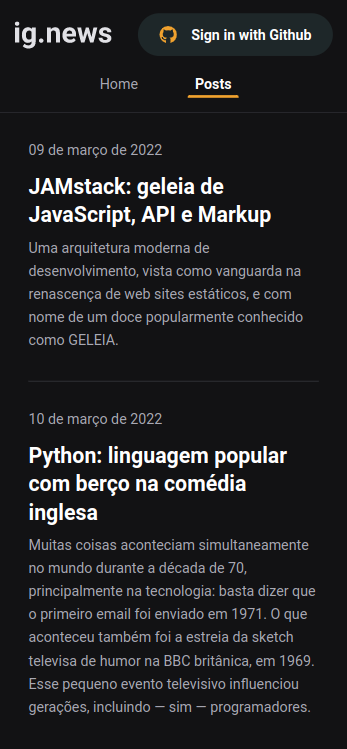 ig.news
Sign in with Github
Home
Posts
09 de março de 2022
JAMstack: geleia de
JavaScript, API e Markup
Uma arquitetura moderna de
desenvolvimento, vista como vanguarda na
renascença de web sites estáticos, e com
nome de um doce popularmente conhecido
como GELEIA.
10 de março de 2022
Python: linguagem popular
com berço na comédia
inglesa
Muitas coisas aconteciam simultaneamente
no mundo durante a década de 70,
principalmente na tecnologia: basta dizer que
o primeiro email foi enviado em 1971. O que
aconteceu também foi a estreia da sketch
televisa de humor na BBC britânica, em 1969.
Esse pequeno evento televisivo influenciou
gerações, incluindo — sim — programadores.